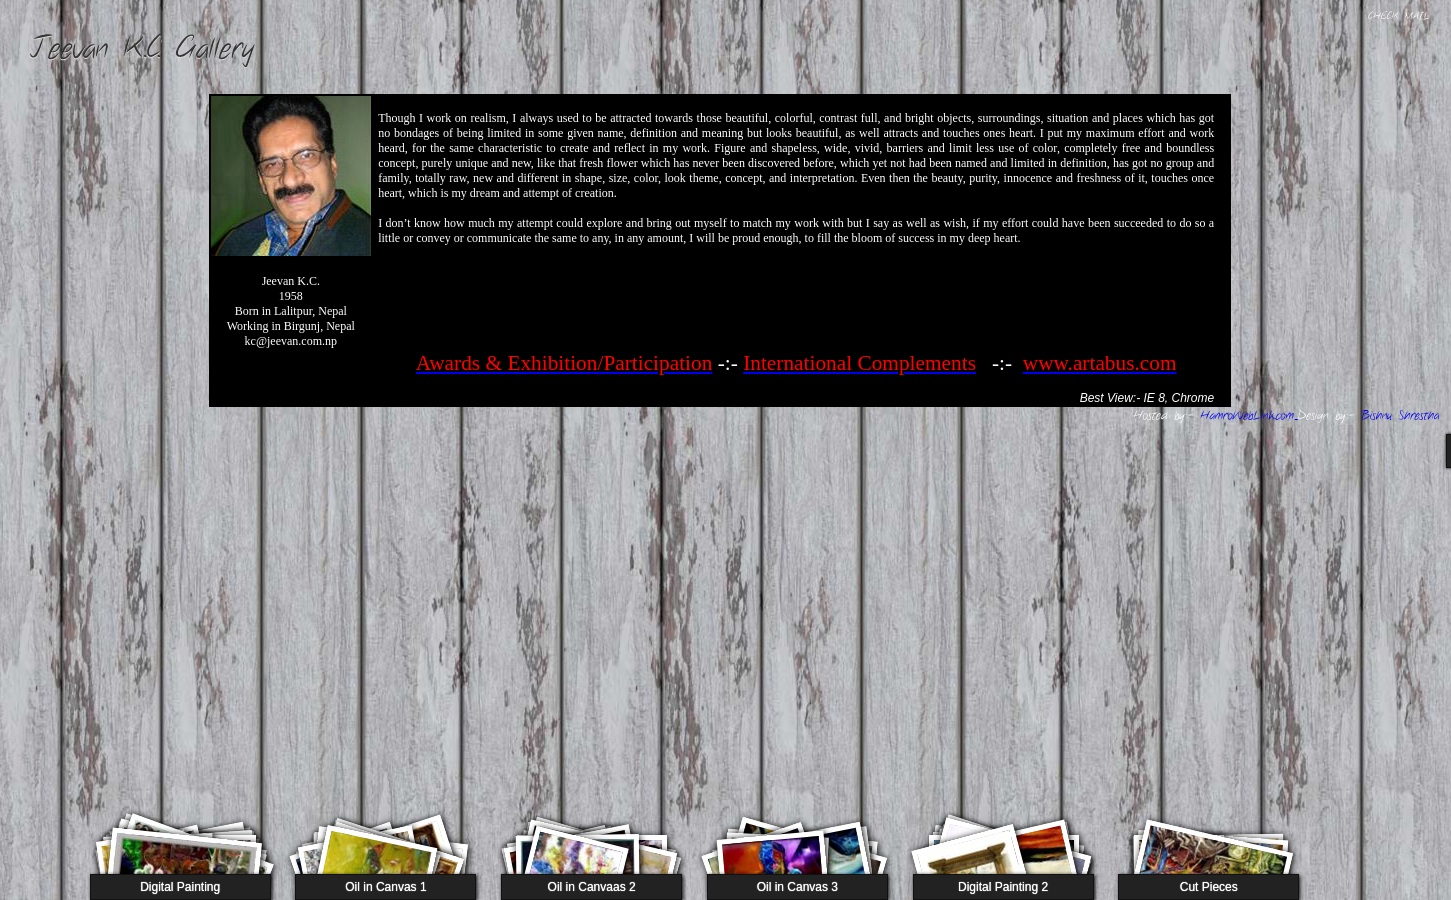 CHECK MAIL
Jeevan K.C. Gallery
Though I work on realism, I always used to be attracted towards those beautiful, colorful, contrast full, and bright objects, surroundings, situation and places which has got
no bondages of being limited in some given name, definition and meaning but looks beautiful, as well attracts and touches ones heart. I put my maximum effort and work
heard, for the same characteristic to create and reflect in my work. Figure and shapeless, wide, vivid, barriers and limit less use of color, completely free and boundless
concept, purely unique and new, like that fresh flower which has never been discovered before, which yet not had been named and limited in definition, has got no group and
family, totally raw, new and different in shape, size, color, look theme, concept, and interpretation. Even then the beauty, purity, innocence and freshness of it, touches once
heart, which is my dream and attempt of creation.
I don’t know how much my attempt could explore and bring out myself to match my work with but I say as well as wish, if my effort could have been succeeded to do so a
little or convey or communicate the same to any, in any amount, I will be proud enough, to fill the bloom of success in my deep heart.
Jeevan K.C.
1958
Born in Lalitpur, Nepal
Working in Birgunj, Nepal
kc@jeevan.com.np
Awards & Exhibition/Participation -:- International Complements -:- www.artabus.com
Best View:- IE 8, Chrome
Hosted by:- HamroWebLink.com Design by:- Bishnu Shrestha
Digital Painting
Oil in Canvas 1
Oil in Canvaas 2
Oil in Canvas 3
Digital Painting 2
Cut Pieces